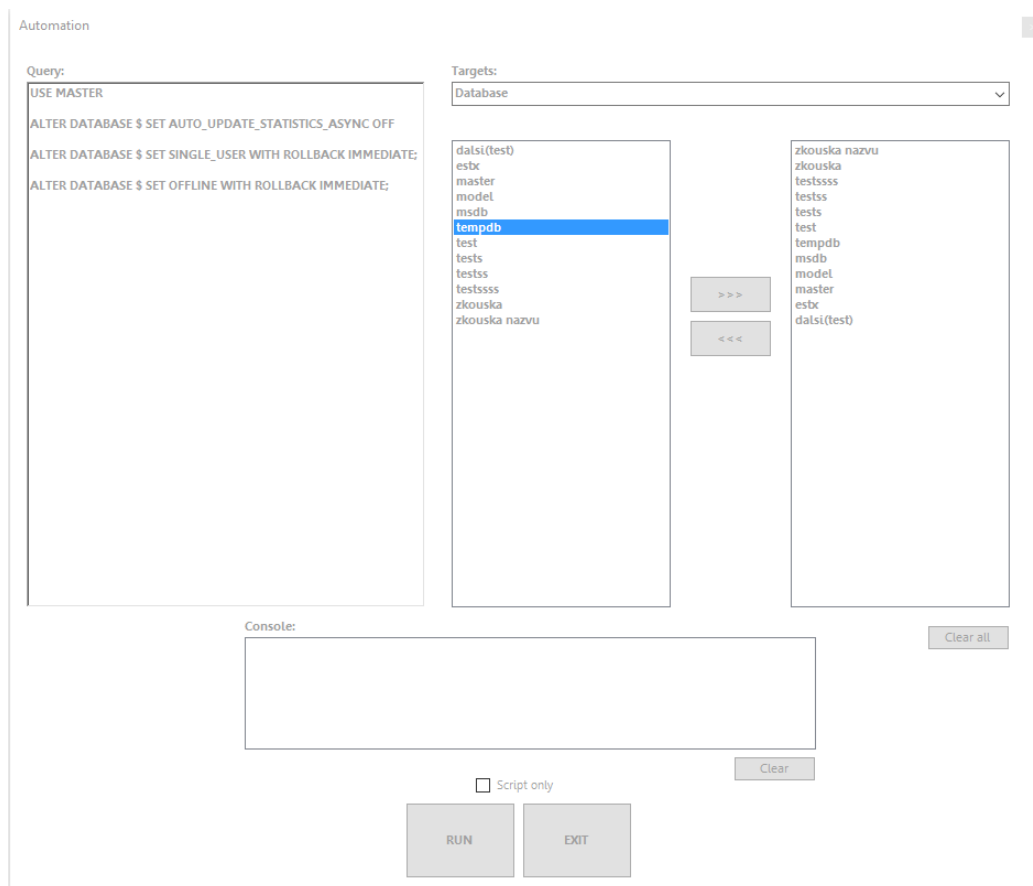 Automation
Query:
USE MASTER
ALTER DATABASE $ SET AUTO_UPDATE_STATISTICS_ASYNC OFF
ALTER DATABASE $ SET SINGLE_USER WITH ROLLBACK IMMEDIATE;
ALTER DATABASE $ SET OFFLINE WITH ROLLBACK IMMEDIATE;
Targets:
Database
dalsi(test)
estx
master
model
msdb
tempdb
test
tests
testss
testssss
zkouska
zkouska nazvu
>>>
<<<
zkouska nazvu
zkouska
testssss
testss
tests
test
tempdb
msdb
model
master
estx
dalsi(test)
Clear all
Console:
Clear
Script only
RUN
EXIT